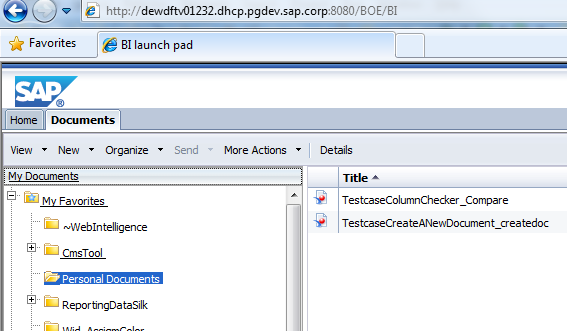 http://dewdftv01232.dhcp.pgdev.sap.corp:8080/BOE/BI
Favorites
BI launch pad
SAP®
Home Documents
View New Organize Send More Actions Details
My Documents
Title
My Favorites
TestcaseColumnChecker_Compare
~WebIntelligence
TestcaseCreateANewDocument_createdoc
CmsTool
Personal Documents
ReportingDataSilk